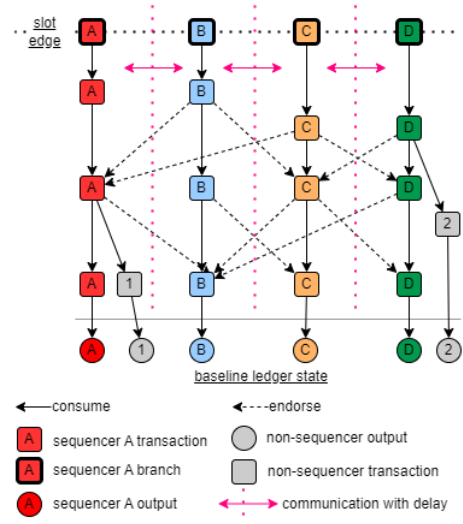 slot
edge
A B C D
A B
C D
A B C D
2
A 1 B C D
A 1 B C D 2
baseline ledger state
consume endorse
A sequencer A transaction non-sequencer output
A sequencer A branch non-sequencer transaction
A sequencer A output communication with delay